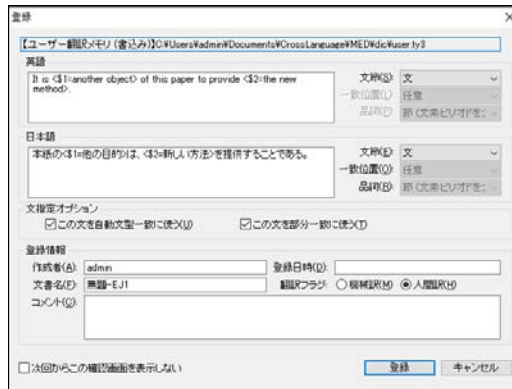 登録
【ユーザー翻訳メモリ（書込み）】C:¥Users¥admin¥Documents¥CrossLanguage¥MED¥dic¥user.ty3
英語
It is <$1=another object> of this paper to provide <$2=the new
method>.
文節(S): 文
一致位置(L): 任意
品詞(P): 節（文末ピリオドを:
日本語
本紙の<$1=他の目的>は、<$2=新しい方法>を提供することである。
文節(E): 文
一致位置(O): 任意
品詞(B): 節（文末ピリオドを:
文指定オプション
この文を自動文型一致に使う(U) この文を部分一致に使う(T)
登録情報
作成者(A): admin 登録日時(D):
文書名(F): 無題-EJ1 翻訳フラグ: 機械訳(M) 人間訳(H)
コメント(C):
次回からこの確認画面を表示しない 登録 キャンセル